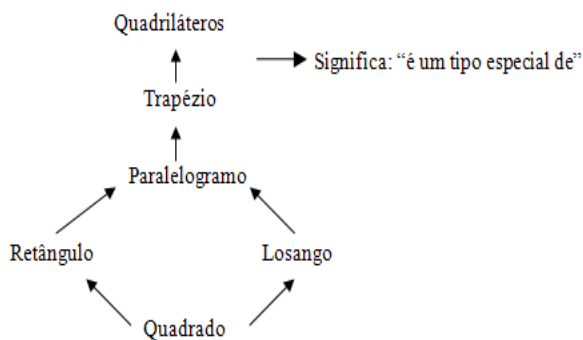 Quadriláteros
Significa: “é um tipo especial de”
Trapézio
Paralelogramo
Retângulo
Losango
Quadrado